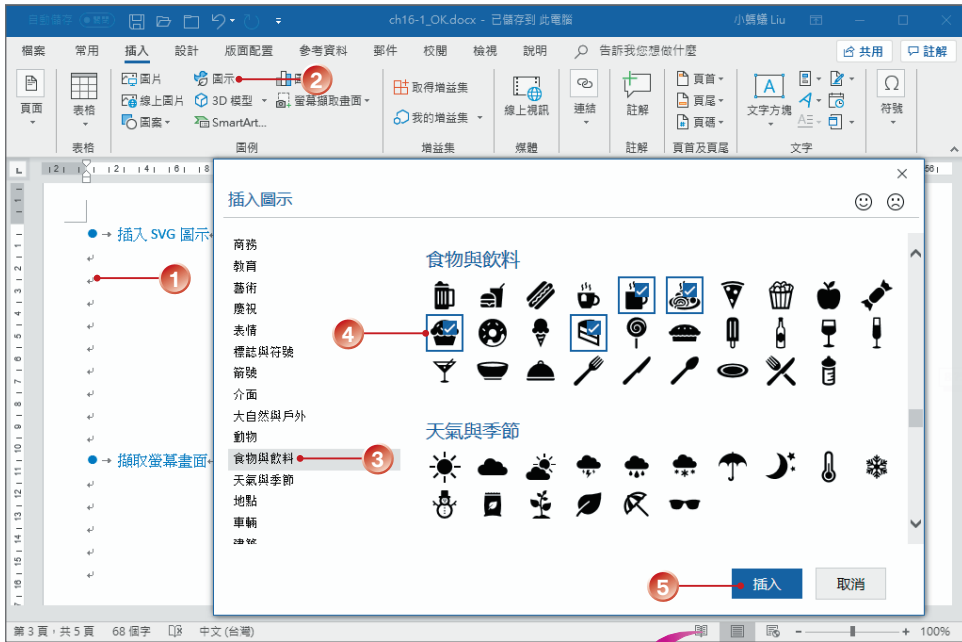 自動儲存 關閉 ch16-1_OK.docx - 已儲存到 此電腦 小螞蟻 Liu
檔案 常用 插入 設計 版面配置 參考資料 郵件 校閱 檢視 說明 告訴我您想做什麼 共用 註解
頁面
表格
表格
圖片
線上圖片
圖案
圖示 2
3D 模型
SmartArt...
螢幕擷取畫面
圖例
取得增益集
我的增益集
增益集
線上視訊
媒體
連結
註解
註解
頁首
頁尾
頁碼
頁首及頁尾
文字方塊
文字
符號
插入 SVG 圖示
1
擷取螢幕畫面
插入圖示
商務
教育
藝術
慶祝
表情
標誌與符號
箭號
介面
大自然與戶外
動物
食物與飲料 3
天氣與季節
地點
車輛
建築
食物與飲料
4
天氣與季節
5 插入 取消
第 3 頁，共 5 頁 68 個字 中文 (台灣) 100%